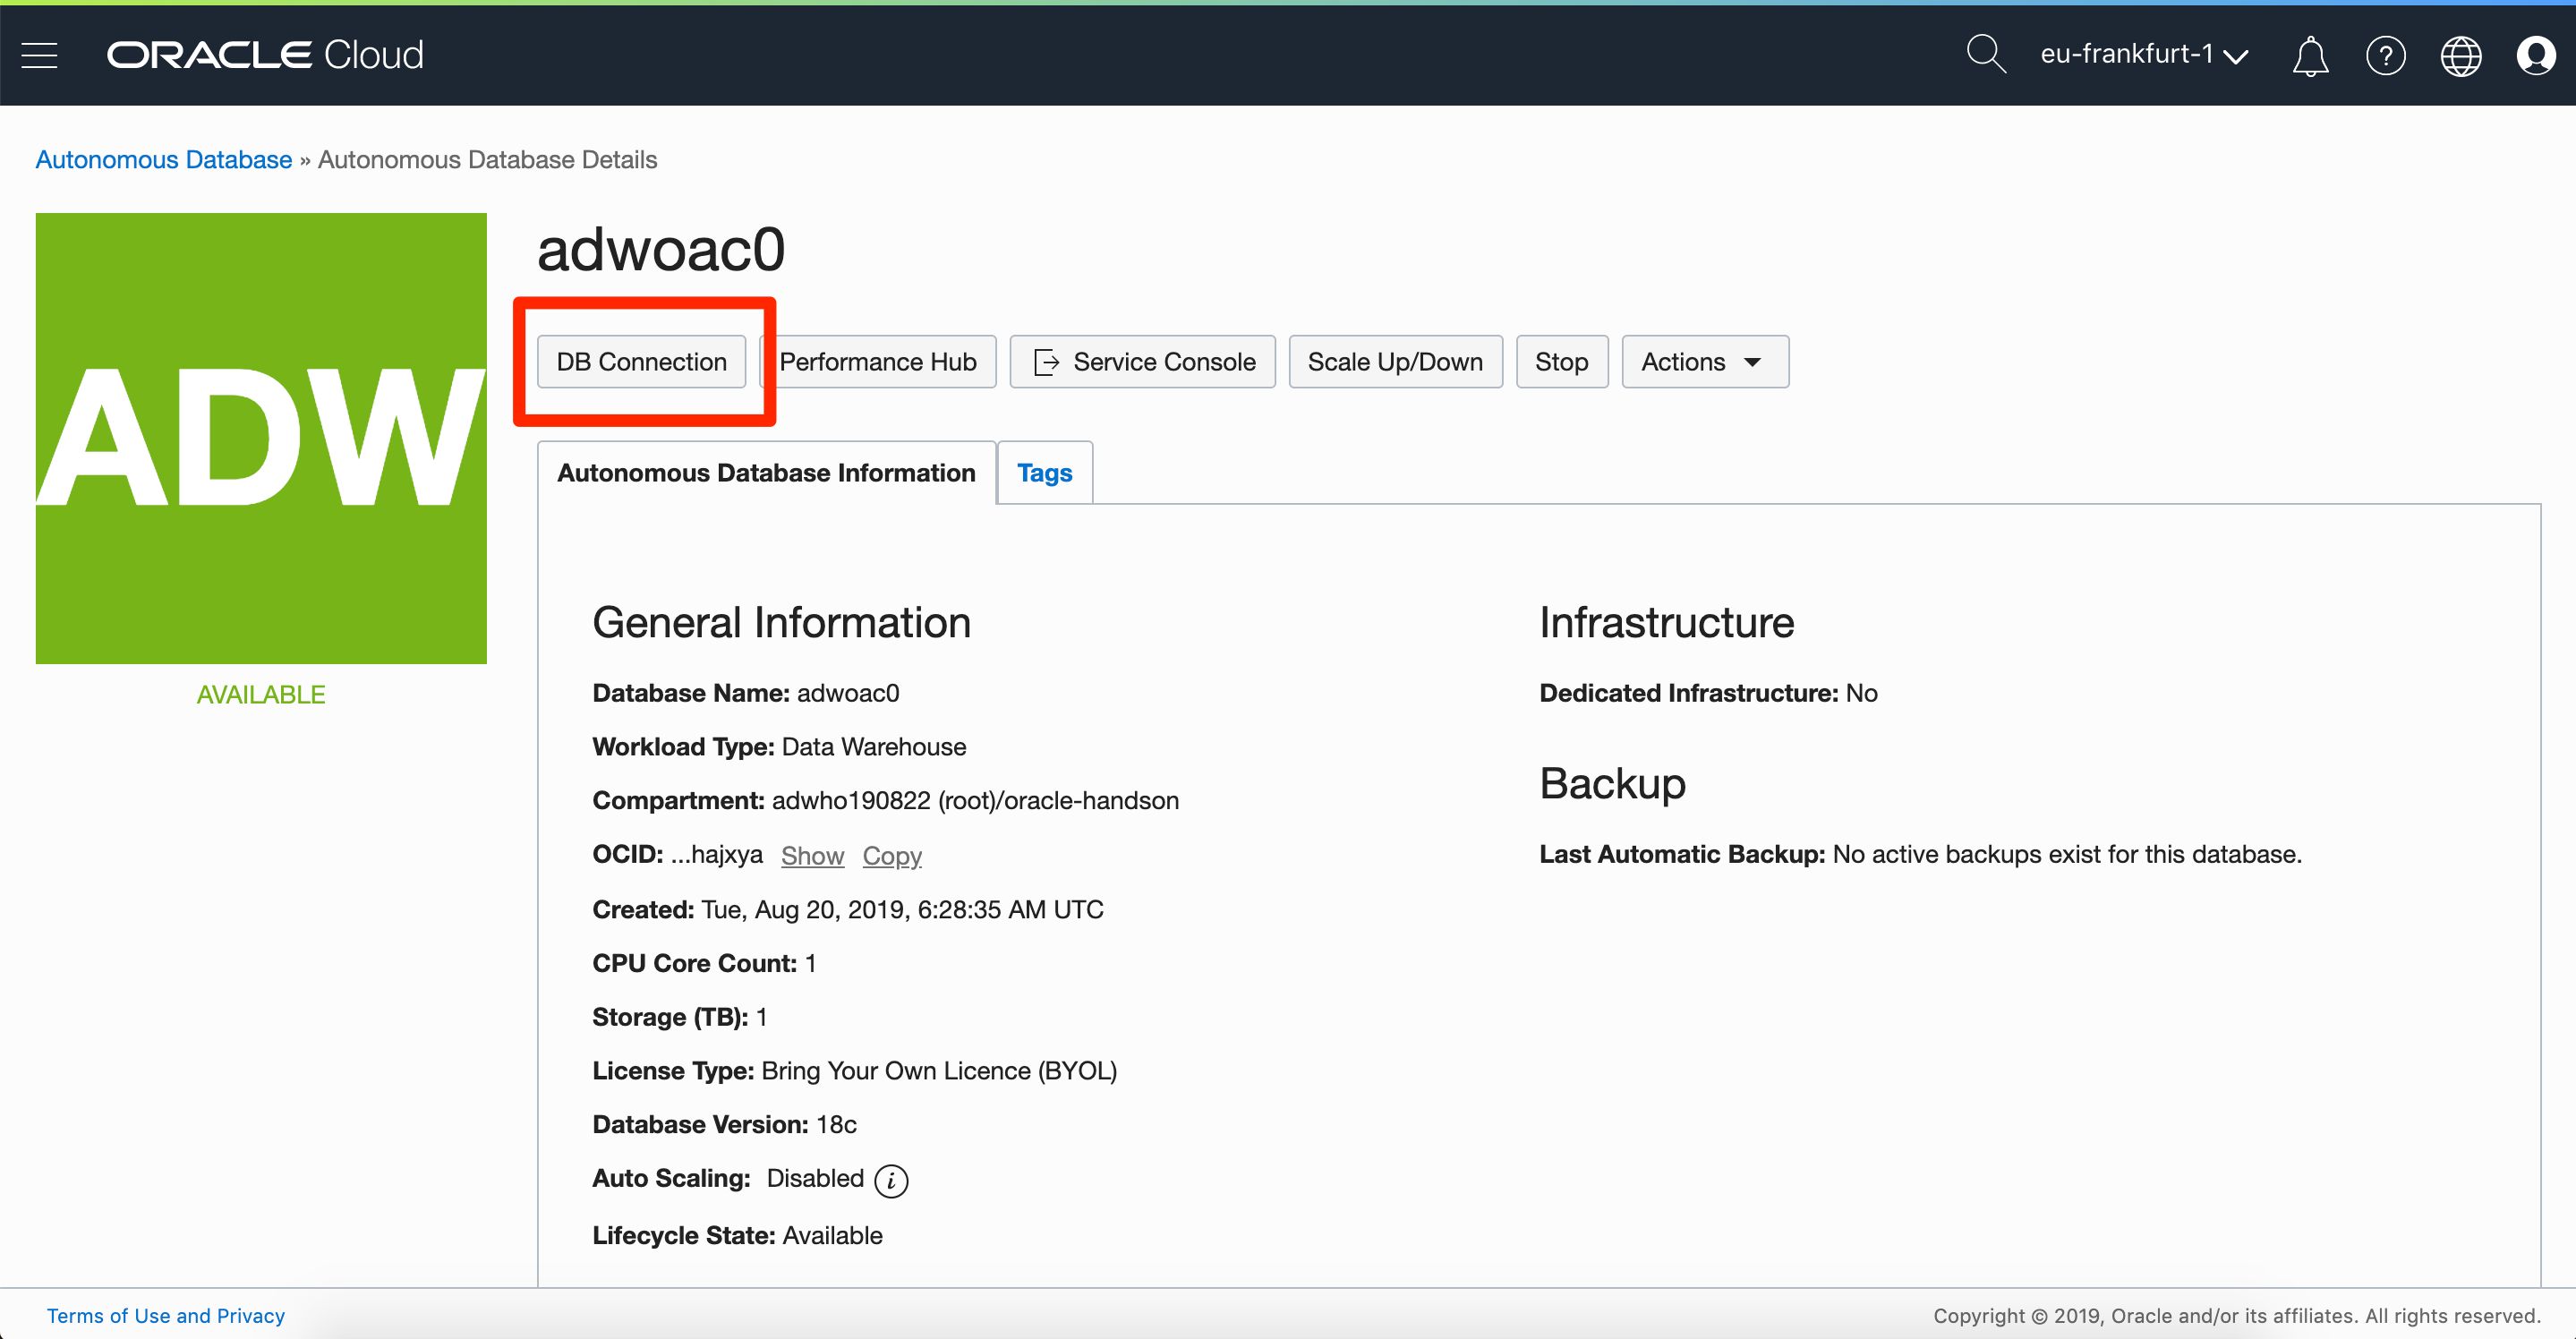 ORACLE Cloud
eu-frankfurt-1
Autonomous Database » Autonomous Database Details
ADW
AVAILABLE
adwoac0
DB Connection
Performance Hub
Service Console
Scale Up/Down
Stop
Actions
Autonomous Database Information
Tags
General Information
Database Name: adwoac0
Workload Type: Data Warehouse
Compartment: adwho190822 (root)/oracle-handson
OCID: ...hajxya Show Copy
Created: Tue, Aug 20, 2019, 6:28:35 AM UTC
CPU Core Count: 1
Storage (TB): 1
License Type: Bring Your Own Licence (BYOL)
Database Version: 18c
Auto Scaling: Disabled i
Lifecycle State: Available
Infrastructure
Dedicated Infrastructure: No
Backup
Last Automatic Backup: No active backups exist for this database.
Terms of Use and Privacy
Copyright © 2019, Oracle and/or its affiliates. All rights reserved.